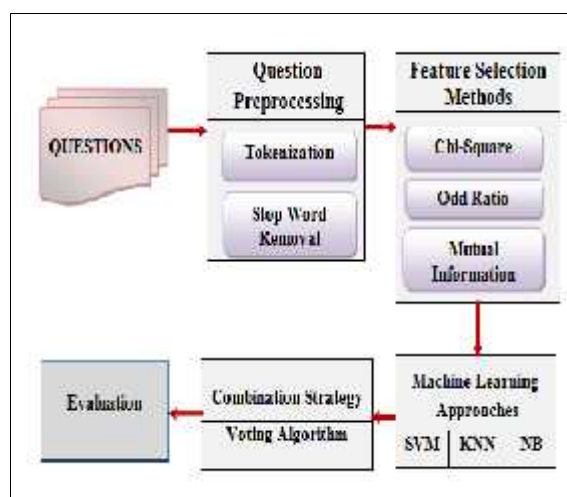 QUESTIONS
Question
Preprocessing
Tokenization
Stop Word
Removal
Feature Selection
Methods
Chi-Square
Odd Ratio
Mutual
Information
Machine Learning
Approaches
SVM KNN NB
Combination Strategy
Voting Algorithm
Evaluation